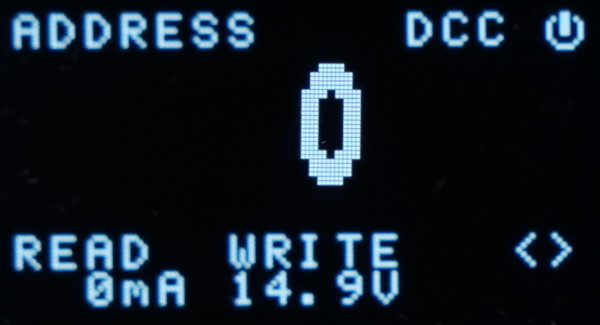 ADDRESS DCC
0
READ WRITE <>
0mA 14.9V